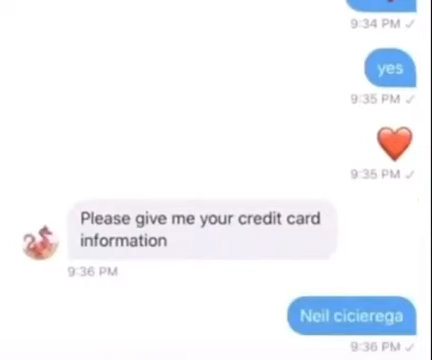 9:34 PM ✓
yes
9:35 PM ✓
9:35 PM ✓
Please give me your credit card
information
9:36 PM
Neil cicierega
9:36 PM ✓